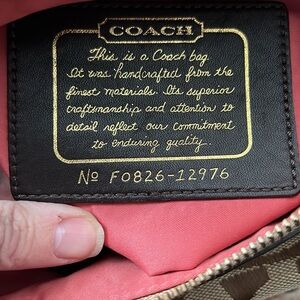 COACH
This is a Coach bag.
It was handcrafted from the
finest materials. Its superior
craftsmanship and attention to
detail reflect our commitment
to enduring quality.
No F0826-12976